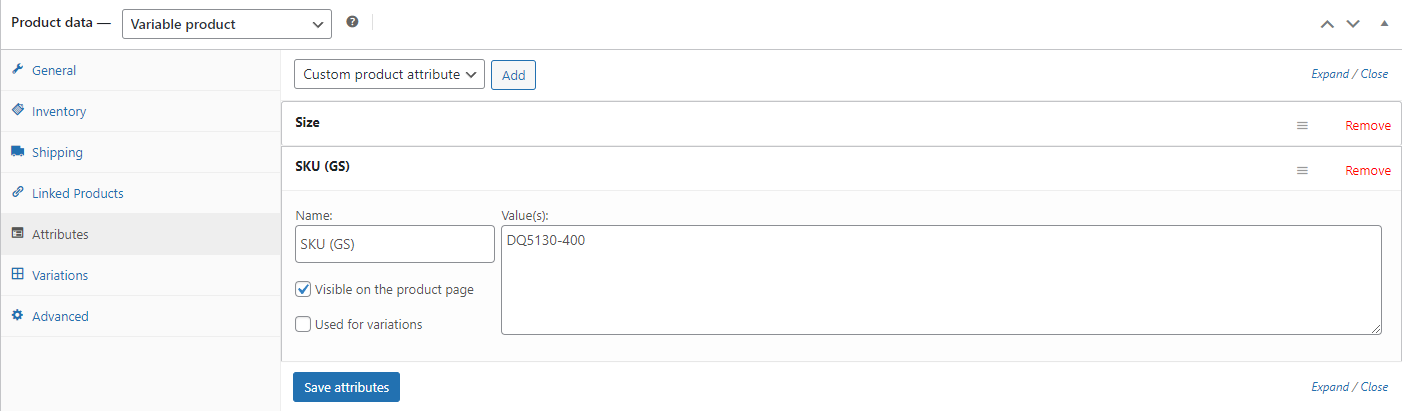 Product data — Variable product
General
Inventory
Shipping
Linked Products
Attributes
Variations
Advanced
Custom product attribute Add Expand / Close
Size Remove
SKU (GS) Remove
Name: Value(s):
SKU (GS) DQ5130-400
Visible on the product page
Used for variations
Save attributes Expand / Close